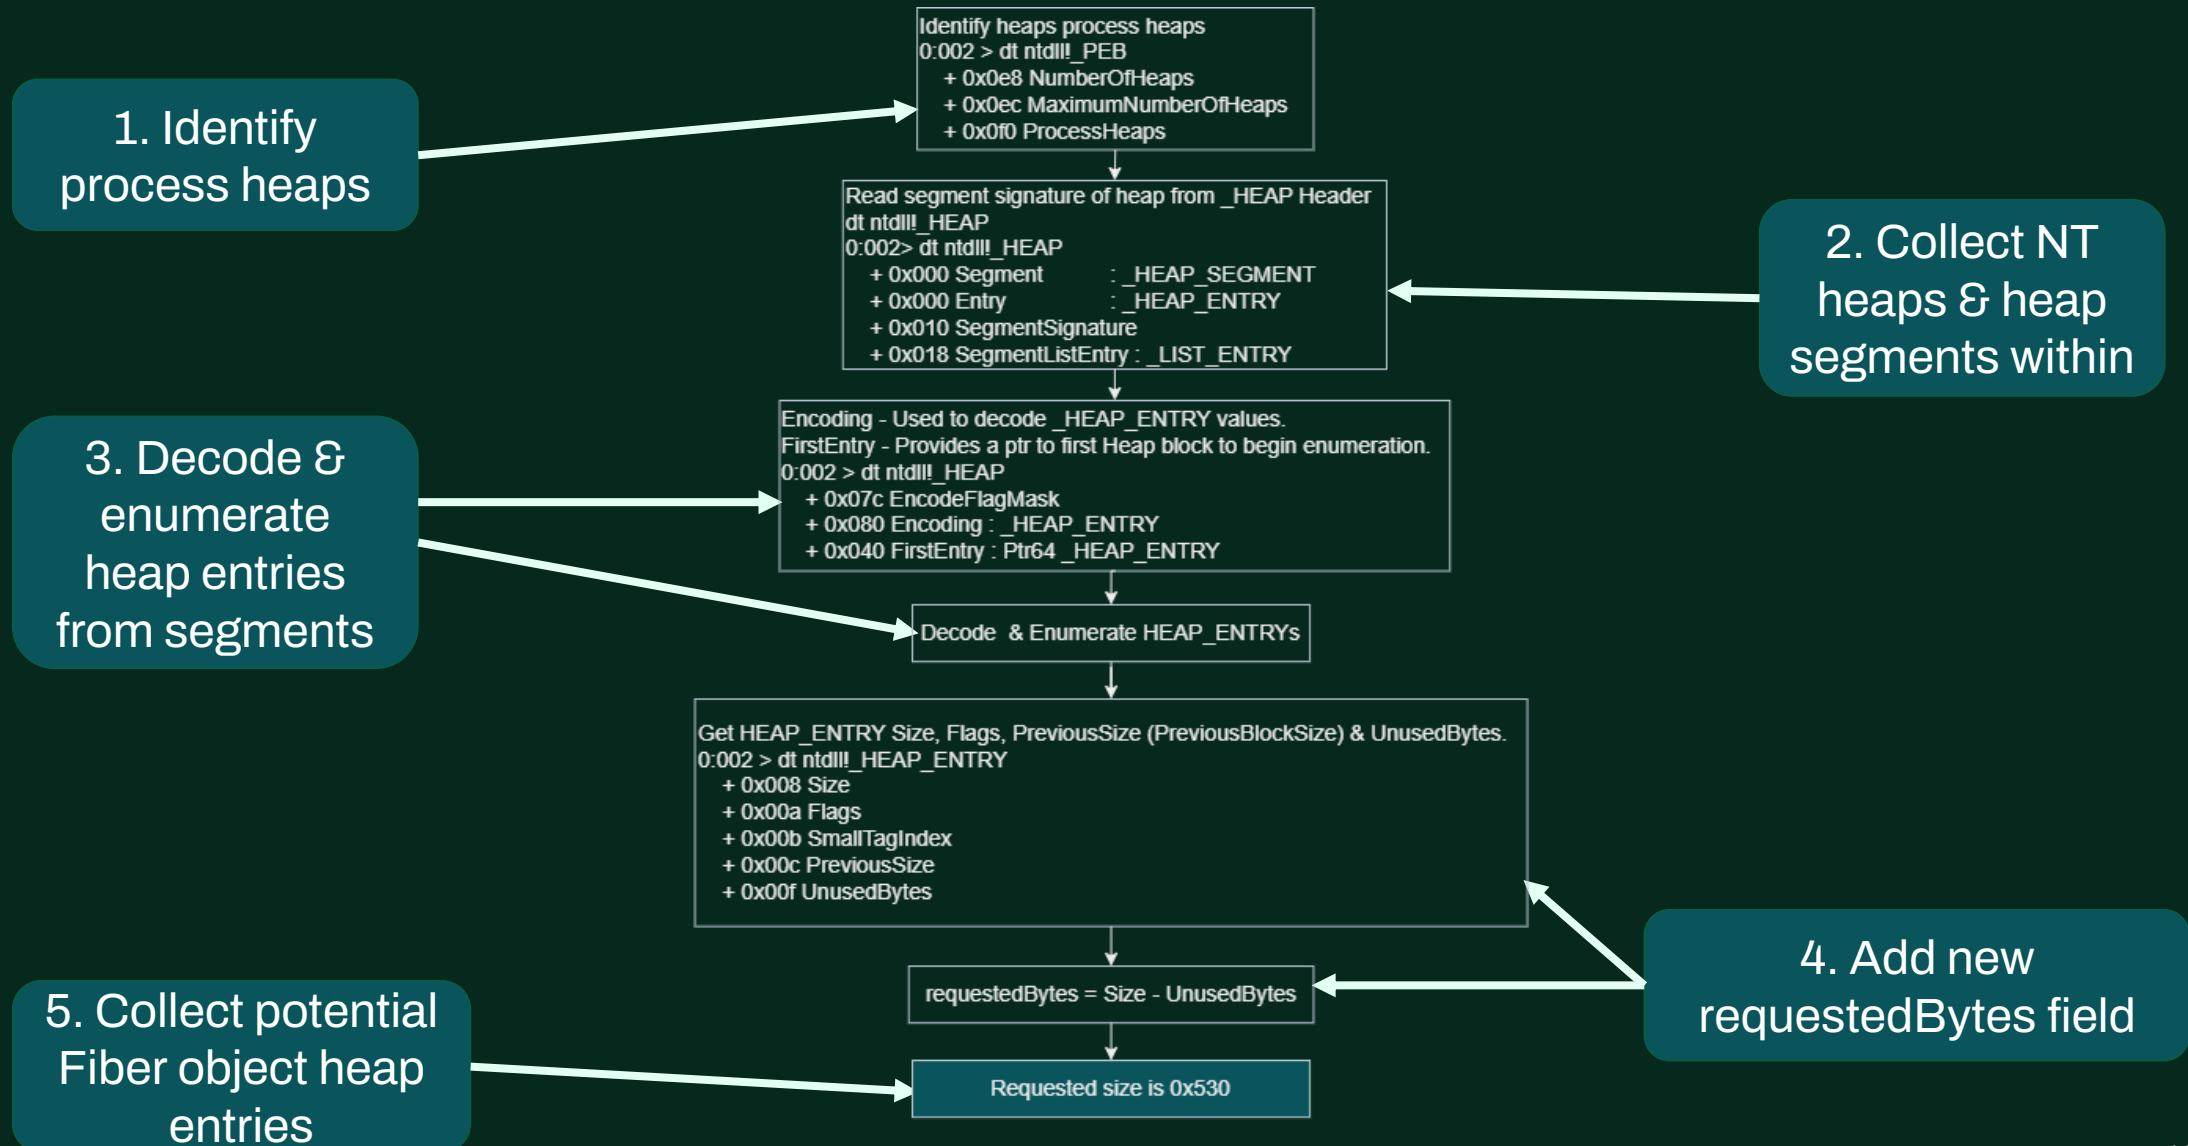 Identify heaps process heaps
0:002 > dt ntdll!_PEB
+ 0x0e8 NumberOfHeaps
+ 0x0ec MaximumNumberOfHeaps
+ 0x0f0 ProcessHeaps
1. Identify
process heaps
Read segment signature of heap from _HEAP Header
dt ntdll!_HEAP
0:002> dt ntdll!_HEAP
+ 0x000 Segment : _HEAP_SEGMENT
+ 0x000 Entry : _HEAP_ENTRY
+ 0x010 SegmentSignature
+ 0x018 SegmentListEntry : _LIST_ENTRY
2. Collect NT
heaps & heap
segments within
Encoding - Used to decode _HEAP_ENTRY values.
FirstEntry - Provides a ptr to first Heap block to begin enumeration.
0:002 > dt ntdll!_HEAP
+ 0x07c EncodeFlagMask
+ 0x080 Encoding : _HEAP_ENTRY
+ 0x040 FirstEntry : Ptr64 _HEAP_ENTRY
3. Decode &
enumerate
heap entries
from segments
Decode & Enumerate HEAP_ENTRYs
Get HEAP_ENTRY Size, Flags, PreviousSize (PreviousBlockSize) & UnusedBytes.
0:002 > dt ntdll!_HEAP_ENTRY
+ 0x008 Size
+ 0x00a Flags
+ 0x00b SmallTagIndex
+ 0x00c PreviousSize
+ 0x00f UnusedBytes
4. Add new
requestedBytes field
requestedBytes = Size - UnusedBytes
5. Collect potential
Fiber object heap
entries
Requested size is 0x530